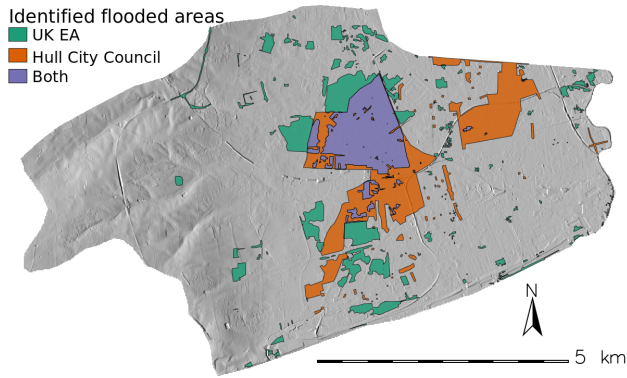 Identified flooded areas
UK EA
Hull City Council
Both
N
5 km